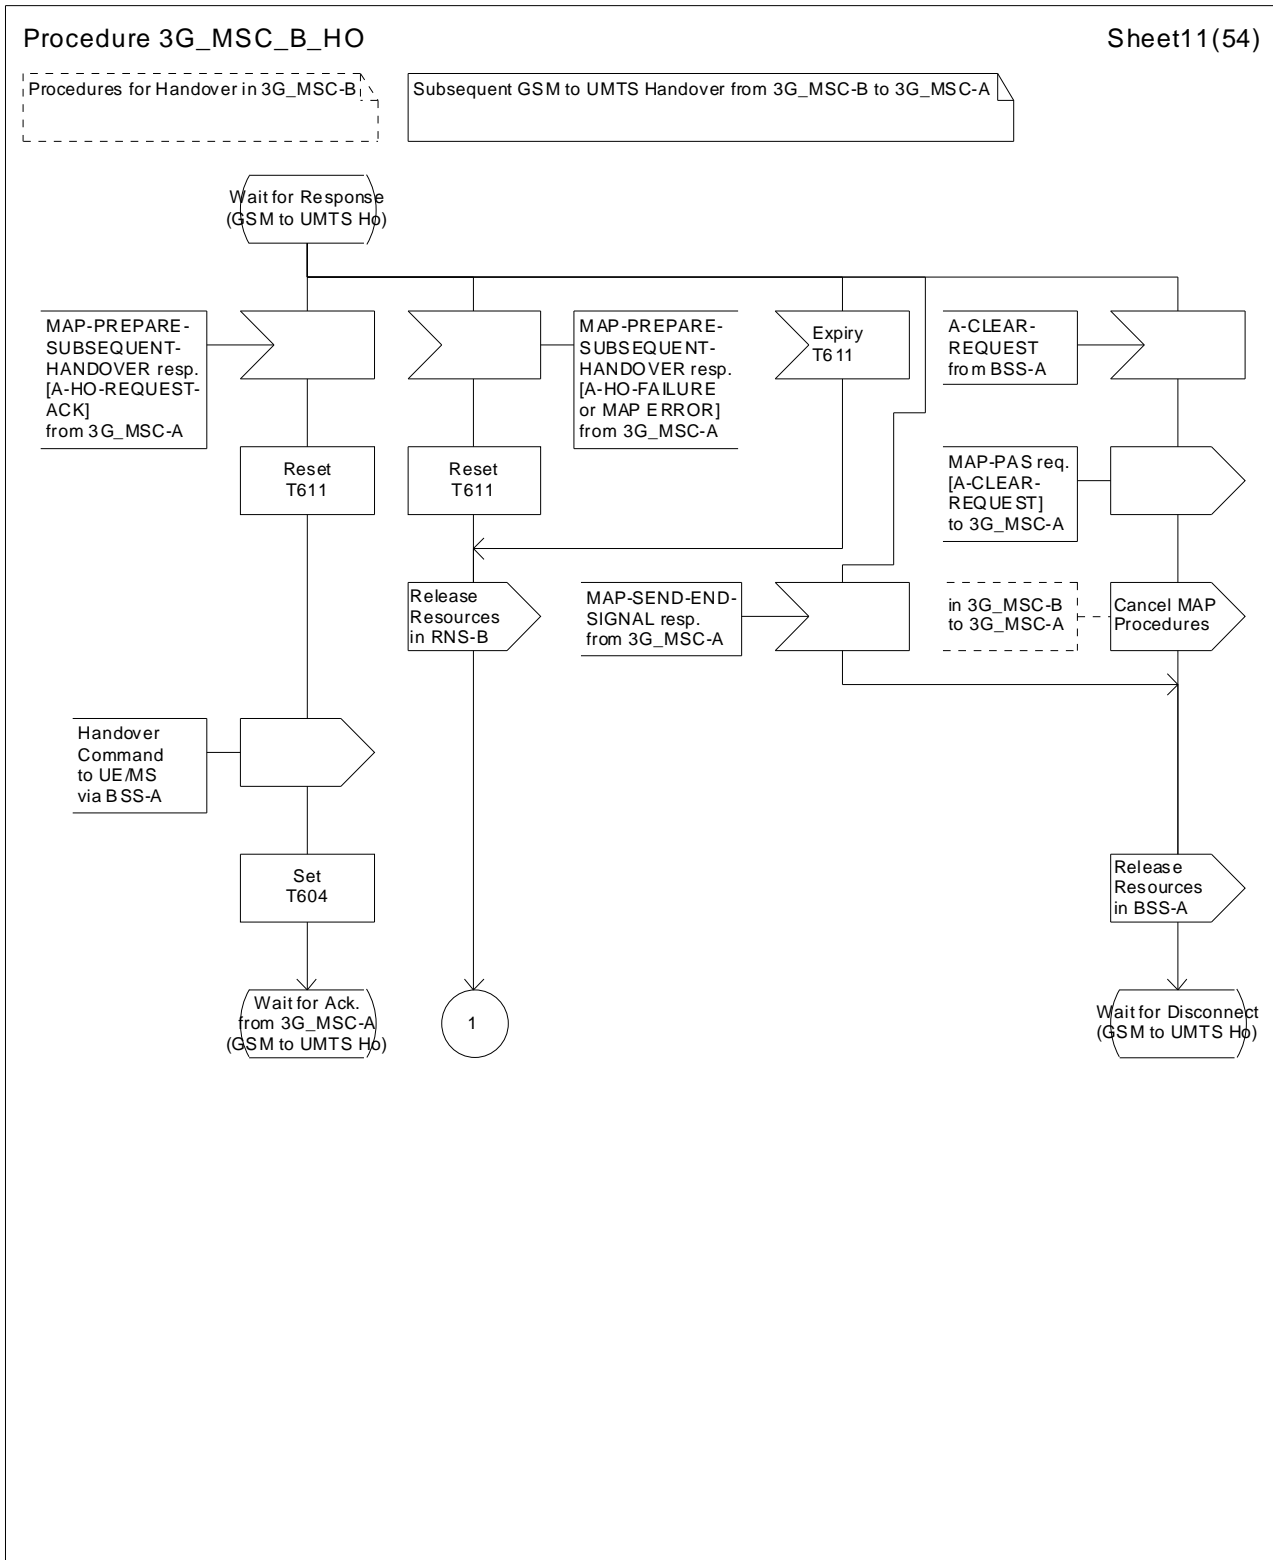 Procedure 3G_MSC_B_HO
Sheet11(54)
Procedures for Handover in 3G_MSC-B
Subsequent GSM to UMTS Handover from 3G_MSC-B to 3G_MSC-A
Wait for Response
(GSM to UMTS Ho)
MAP-PREPARE-
SUBSEQUENT-
HANDOVER resp.
[A-HO-REQUEST-
ACK]
from 3G_MSC-A
MAP-PREPARE-
SUBSEQUENT-
HANDOVER resp.
[A-HO-FAILURE
or MAP ERROR]
from 3G_MSC-A
Expiry
T611
A-CLEAR-
REQUEST
from BSS-A
Reset
T611
Reset
T611
MAP-PAS req.
[A-CLEAR-
REQUEST]
to 3G_MSC-A
Release
Resources
in RNS-B
MAP-SEND-END-
SIGNAL resp.
from 3G_MSC-A
in 3G_MSC-B
to 3G_MSC-A
Cancel MAP
Procedures
Handover
Command
to UE/MS
via BSS-A
Set
T604
Release
Resources
in BSS-A
Wait for Ack.
from 3G_MSC-A
(GSM to UMTS Ho)
1
Wait for Disconnect
(GSM to UMTS Ho)